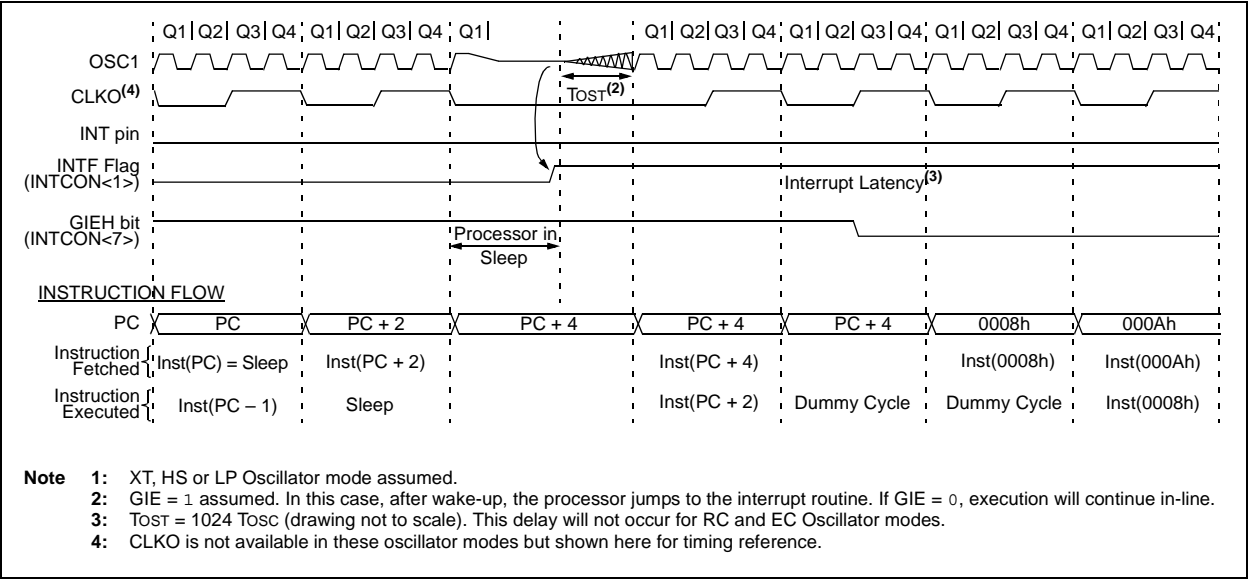 Q1 Q2 Q3 Q4 Q1 Q2 Q3 Q4 Q1 Q1 Q2 Q3 Q4 Q1 Q2 Q3 Q4 Q1 Q2 Q3 Q4 Q1 Q2 Q3 Q4
OSC1
TOST(2)
CLKO(4)
INT pin
INTF Flag
(INTCON<1>)
Interrupt Latency(3)
GIEH bit
(INTCON<7>)
Processor in
Sleep
INSTRUCTION FLOW
PC PC PC + 2 PC + 4 PC + 4 PC + 4 0008h 000Ah
Instruction
Fetched
Inst(PC) = Sleep Inst(PC + 2) Inst(PC + 4) Inst(0008h) Inst(000Ah)
Instruction
Executed
Inst(PC – 1) Sleep Inst(PC + 2) Dummy Cycle Dummy Cycle Inst(0008h)
Note 1: XT, HS or LP Oscillator mode assumed.
2: GIE = 1 assumed. In this case, after wake-up, the processor jumps to the interrupt routine. If GIE = 0, execution will continue in-line.
3: TOST = 1024 TOSC (drawing not to scale). This delay will not occur for RC and EC Oscillator modes.
4: CLKO is not available in these oscillator modes but shown here for timing reference.